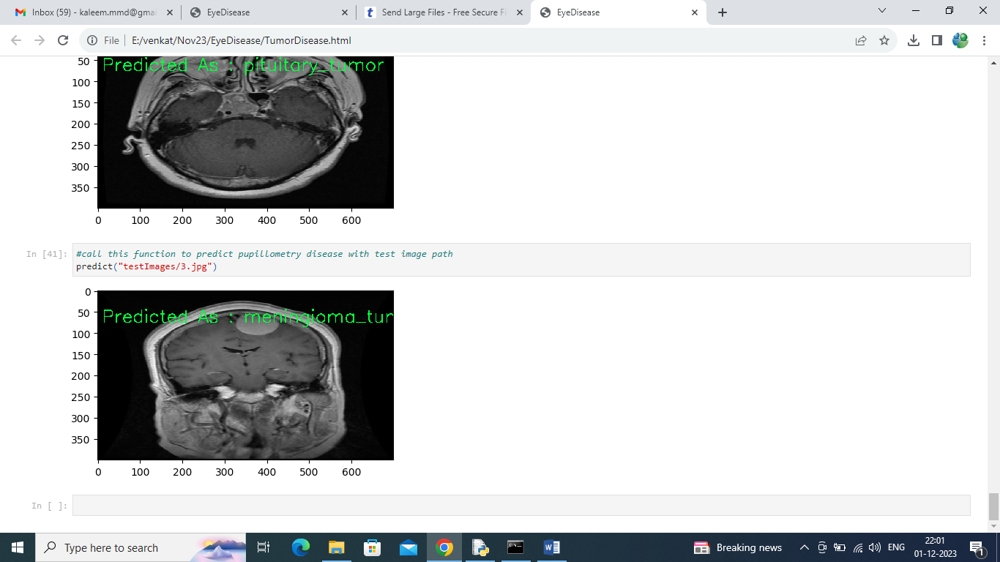 Inbox (59) - kaleem.mmd@gmai
EyeDisease
Send Large Files - Free Secure Fi
EyeDisease
File
E:/venkat/Nov23/EyeDisease/TumorDisease.html
Predicted As : pituitary_tumor
50
100
150
200
250
300
350
0 100 200 300 400 500 600
In [41]:
#call this function to predict pupillometry disease with test image path
predict("testImages/3.jpg")
Predicted As : meningioma_tur
0
50
100
150
200
250
300
350
0 100 200 300 400 500 600
In [ ]:
Type here to search
Breaking news
ENG
22:01
01-12-2023
1